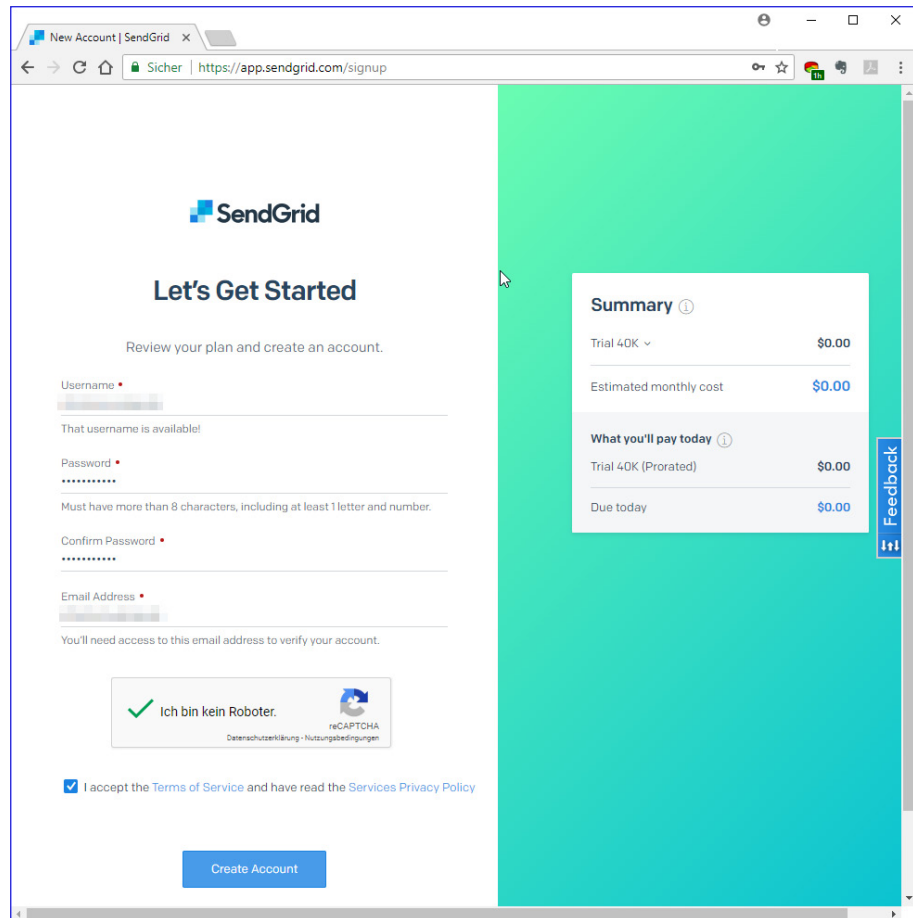 New Account | SendGrid
Sicher | https://app.sendgrid.com/signup
1h
SendGrid
Let's Get Started
Review your plan and create an account.
Username •
That username is available!
Password •
•••••••••••
Must have more than 8 characters, including at least 1 letter and number.
Confirm Password •
•••••••••••
Email Address •
You'll need access to this email address to verify your account.
Ich bin kein Roboter.
reCAPTCHA
Datenschutzerklärung - Nutzungsbedingungen
I accept the Terms of Service and have read the Services Privacy Policy
Create Account
Summary
Trial 40K $0.00
Estimated monthly cost $0.00
What you'll pay today
Trial 40K (Prorated) $0.00
Due today $0.00
Feedback